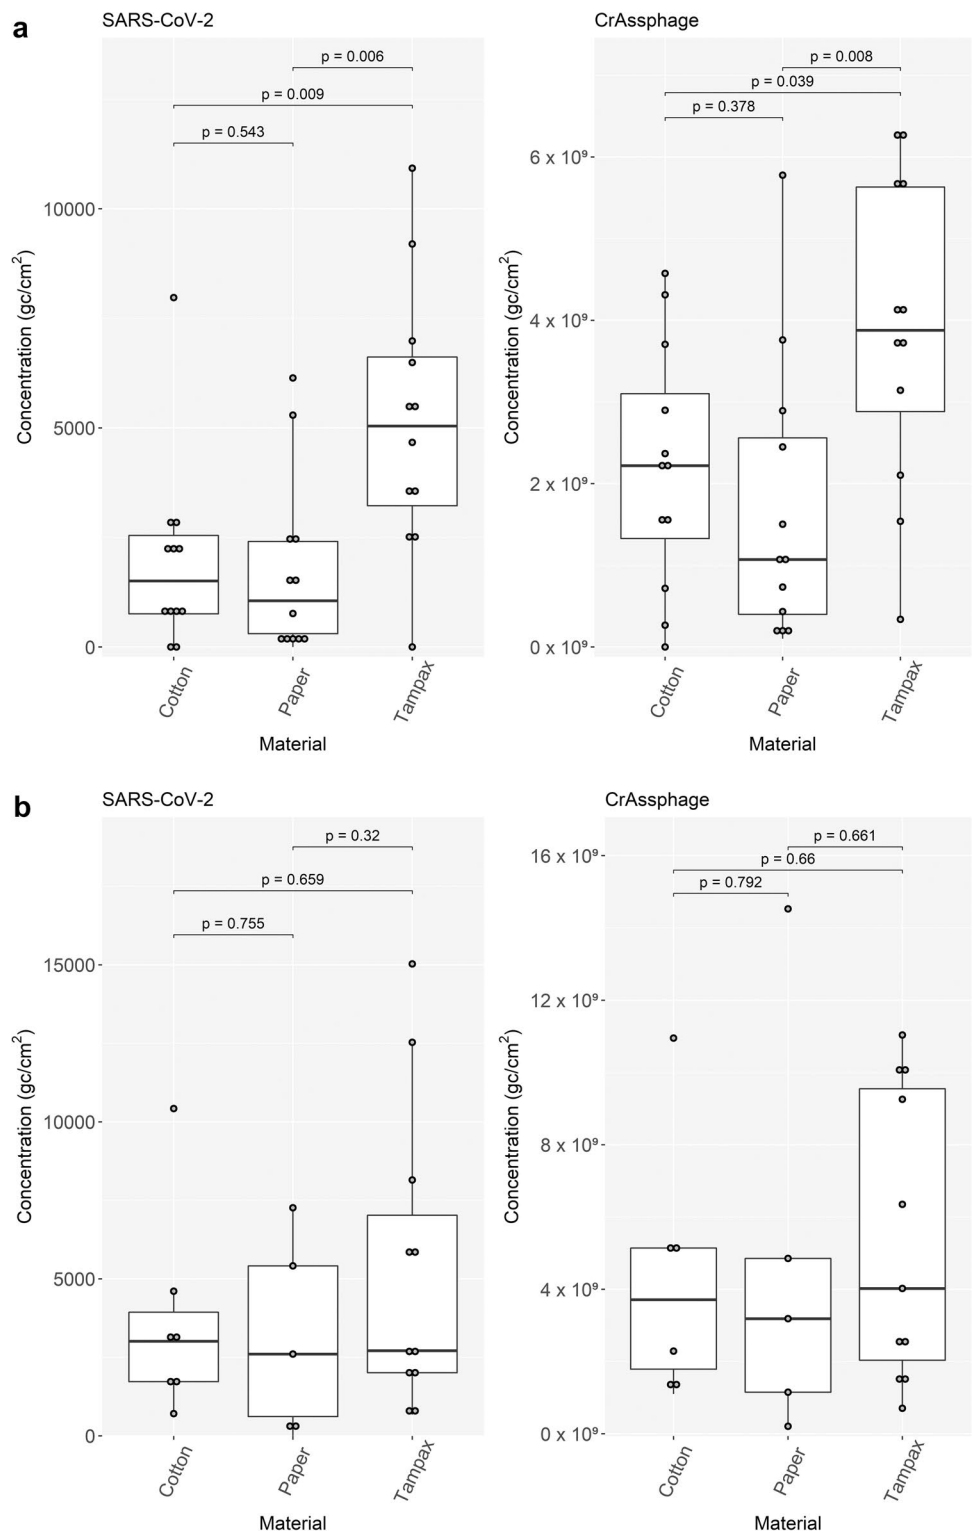 a
SARS-CoV-2
p = 0.006
p = 0.009
p = 0.543
10000
5000
0
Concentration (gc/cm²)
Cotton
Paper
Tampax
Material
CrAssphage
p = 0.008
p = 0.039
p = 0.378
6 x 10⁹
4 x 10⁹
2 x 10⁹
0 x 10⁹
Concentration (gc/cm²)
Cotton
Paper
Tampax
Material
b
SARS-CoV-2
p = 0.32
p = 0.659
p = 0.755
15000
10000
5000
0
Concentration (gc/cm²)
Cotton
Paper
Tampax
Material
CrAssphage
p = 0.661
p = 0.66
p = 0.792
16 x 10⁹
12 x 10⁹
8 x 10⁹
4 x 10⁹
0 x 10⁹
Concentration (gc/cm²)
Cotton
Paper
Tampax
Material